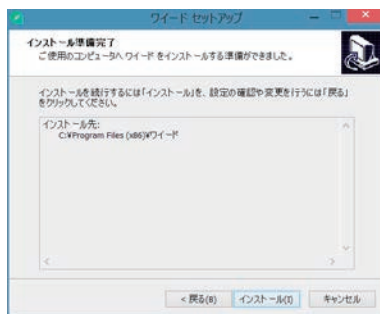 ワイード セットアップ
インストール準備完了
ご使用のコンピュータへ ワイード をインストールする準備ができました。
インストールを続行するには「インストール」を、設定の確認や変更を行うには「戻る」
をクリックしてください。
インストール先:
C:¥Program Files (x86)¥ワイード
< 戻る(B)
インストール(I)
キャンセル